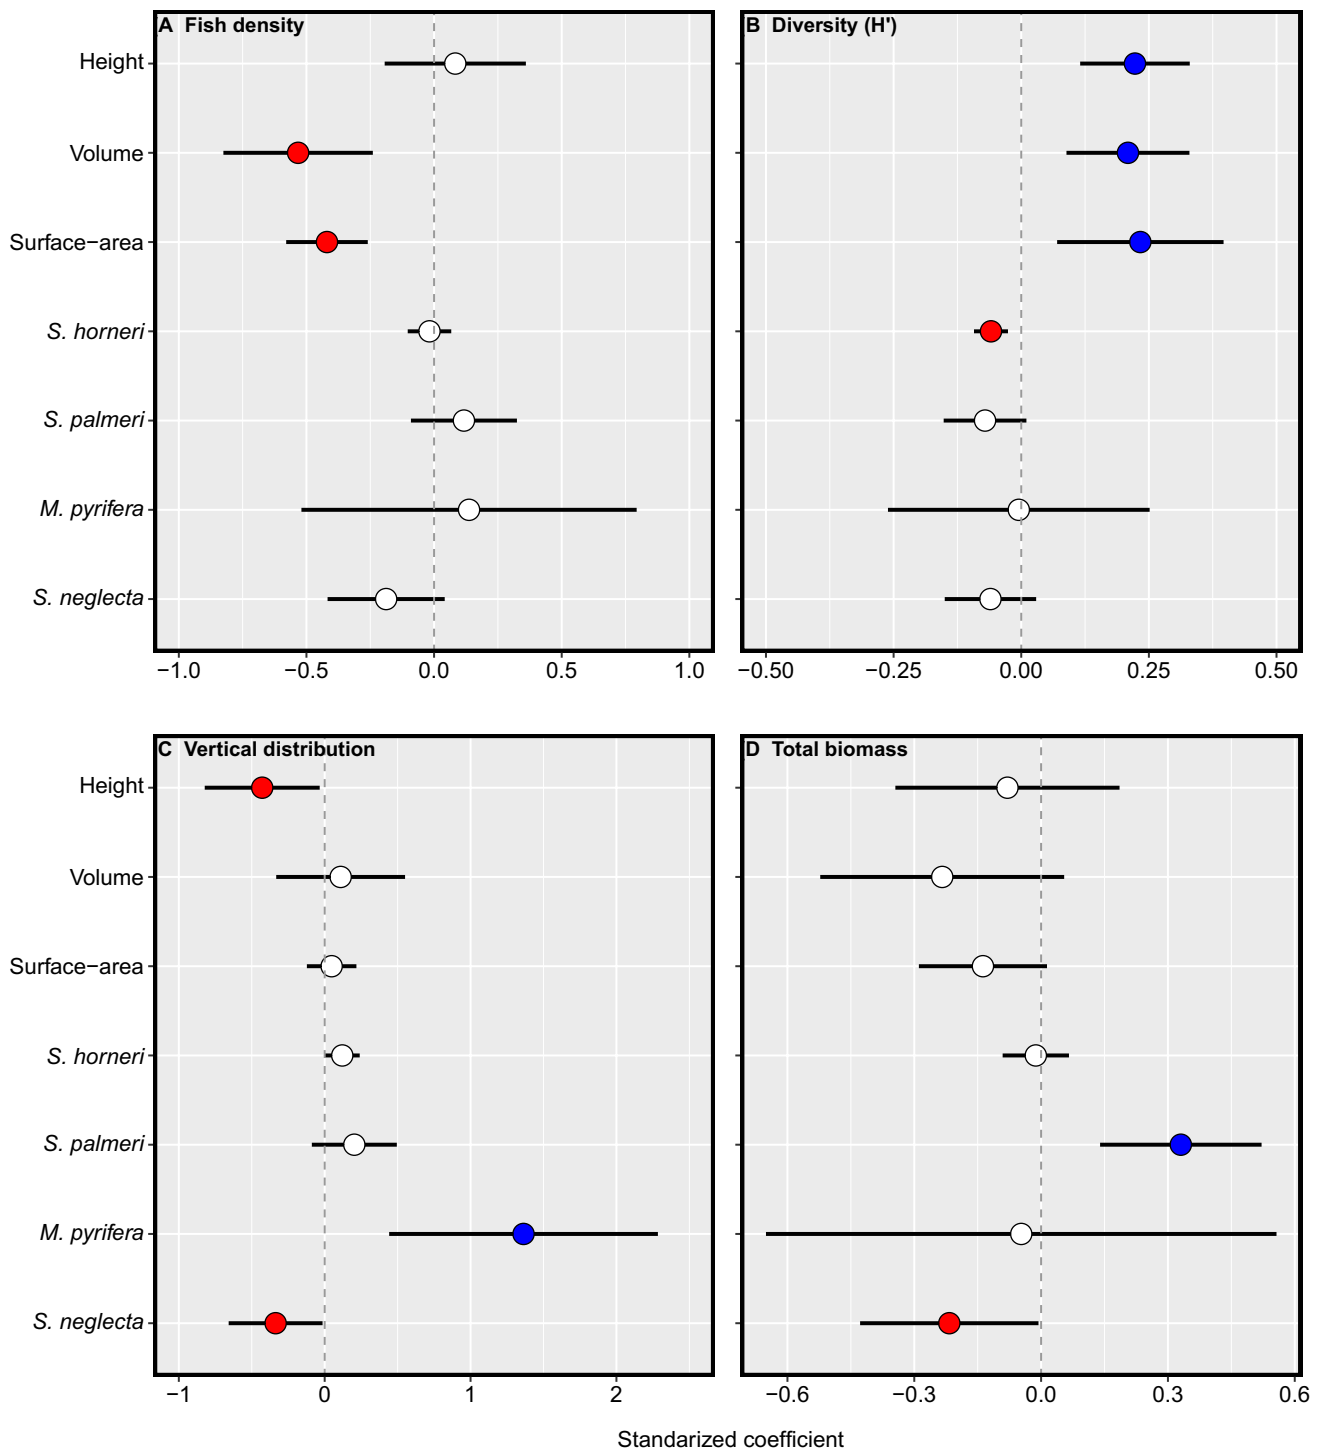 A Fish density
B Diversity (H')
Height
Volume
Surface−area
S. horneri
S. palmeri
M. pyrifera
S. neglecta
−1.0 −0.5 0.0 0.5 1.0
−0.50 −0.25 0.00 0.25 0.50
C Vertical distribution
D Total biomass
Height
Volume
Surface−area
S. horneri
S. palmeri
M. pyrifera
S. neglecta
−1 0 1 2
−0.6 −0.3 0.0 0.3 0.6
Standarized coefficient